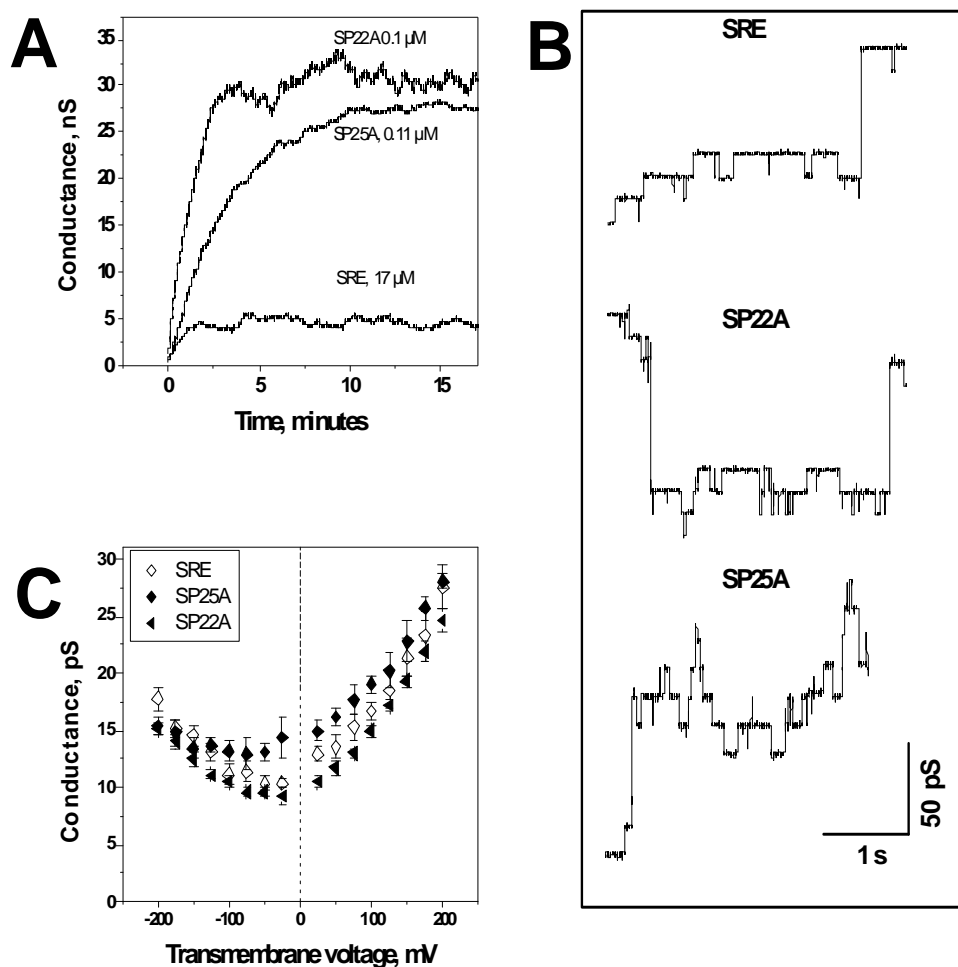 A
35
30
25
20
15
10
5
0
Conductance, nS
SP22A 0.1 µM
SP25A, 0.11 µM
SRE, 17 µM
0 5 10 15
Time, minutes
B
SRE
SP22A
SP25A
50 pS
1 s
C
30
25
20
15
10
5
0
Conductance, pS
SRE
SP25A
SP22A
-200 -100 0 100 200
Transmembrane voltage, mV